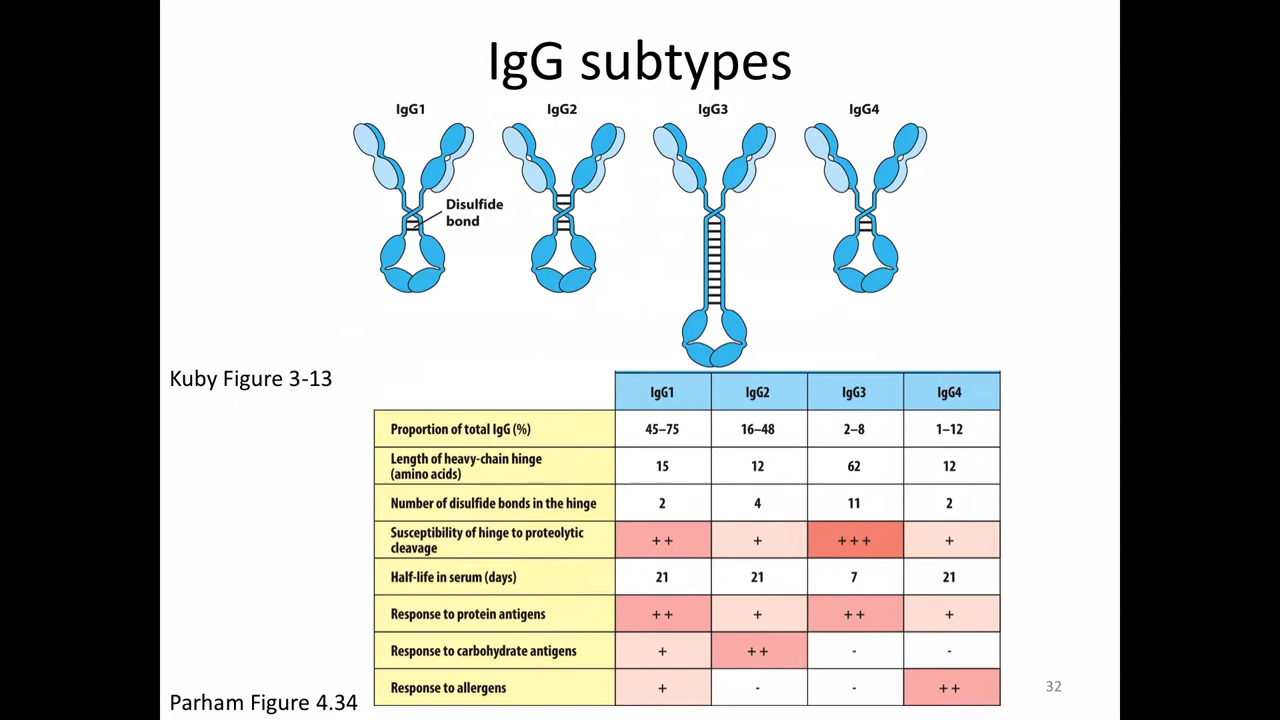 IgG subtypes
IgG1 IgG2 IgG3 IgG4
Disulfide
bond
Kuby Figure 3-13
IgG1 IgG2 IgG3 IgG4
Proportion of total IgG (%) 45–75 16–48 2–8 1–12
Length of heavy-chain hinge
(amino acids) 15 12 62 12
Number of disulfide bonds in the hinge 2 4 11 2
Susceptibility of hinge to proteolytic
cleavage + + + + + + +
Half-life in serum (days) 21 21 7 21
Response to protein antigens + + + + + +
Response to carbohydrate antigens + + + - -
Response to allergens + - - + +
Parham Figure 4.34
32